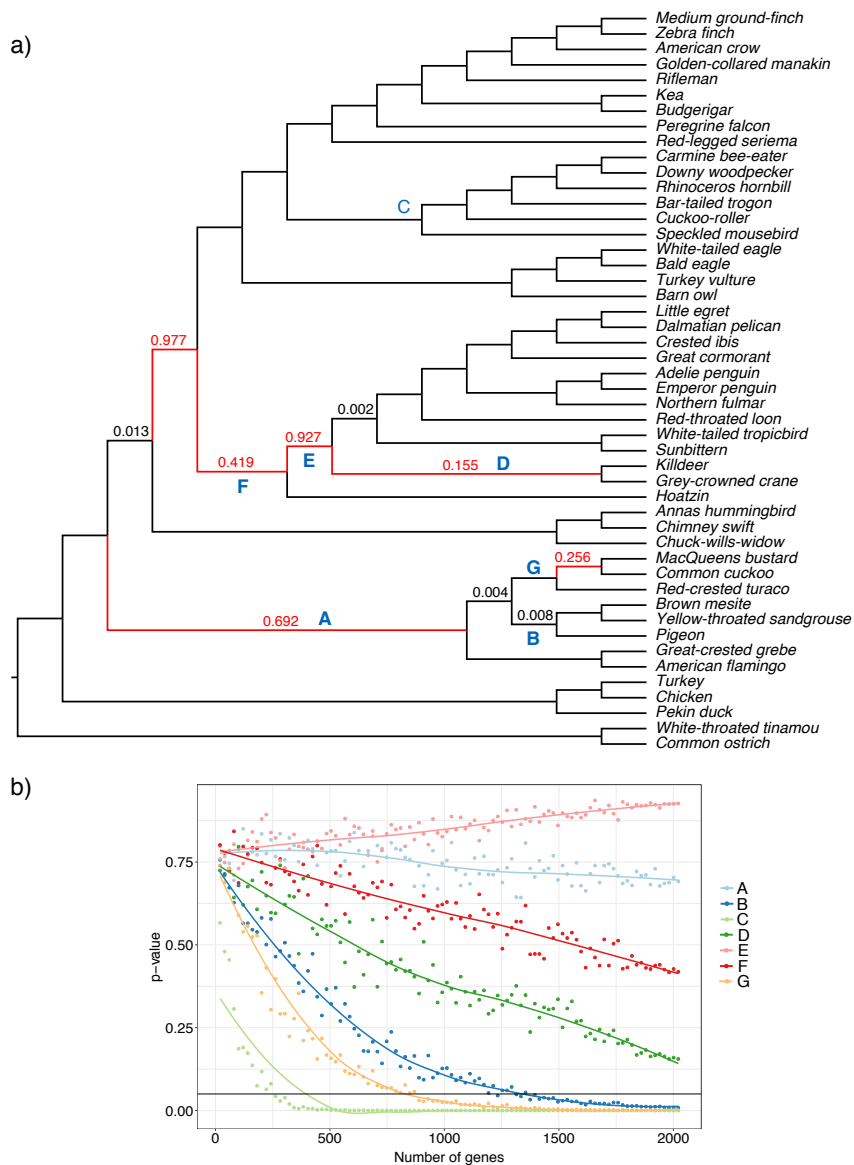 a)
Medium ground-finch
Zebra finch
American crow
Golden-collared manakin
Rifleman
Kea
Budgerigar
Peregrine falcon
Red-legged seriema
Carmine bee-eater
Downy woodpecker
Rhinoceros hornbill
C
Bar-tailed trogon
Cuckoo-roller
Speckled mousebird
White-tailed eagle
Bald eagle
Turkey vulture
Barn owl
Little egret
Dalmatian pelican
0.977
Crested ibis
Great cormorant
Adelie penguin
Emperor penguin
Northern fulmar
0.002
Red-throated loon
0.013
White-tailed tropicbird
0.927
Sunbittern
E
0.419
0.155 D
Killdeer
F
Grey-crowned crane
Hoatzin
Annas hummingbird
Chimney swift
Chuck-wills-widow
0.256
MacQueens bustard
G
Common cuckoo
Red-crested turaco
0.004
Brown mesite
0.008
Yellow-throated sandgrouse
0.692 A
B
Pigeon
Great-crested grebe
American flamingo
Turkey
Chicken
Pekin duck
White-throated tinamou
Common ostrich
b)
p-value
0.75
0.50
0.25
0.00
0 500 1000 1500 2000
Number of genes
A
B
C
D
E
F
G